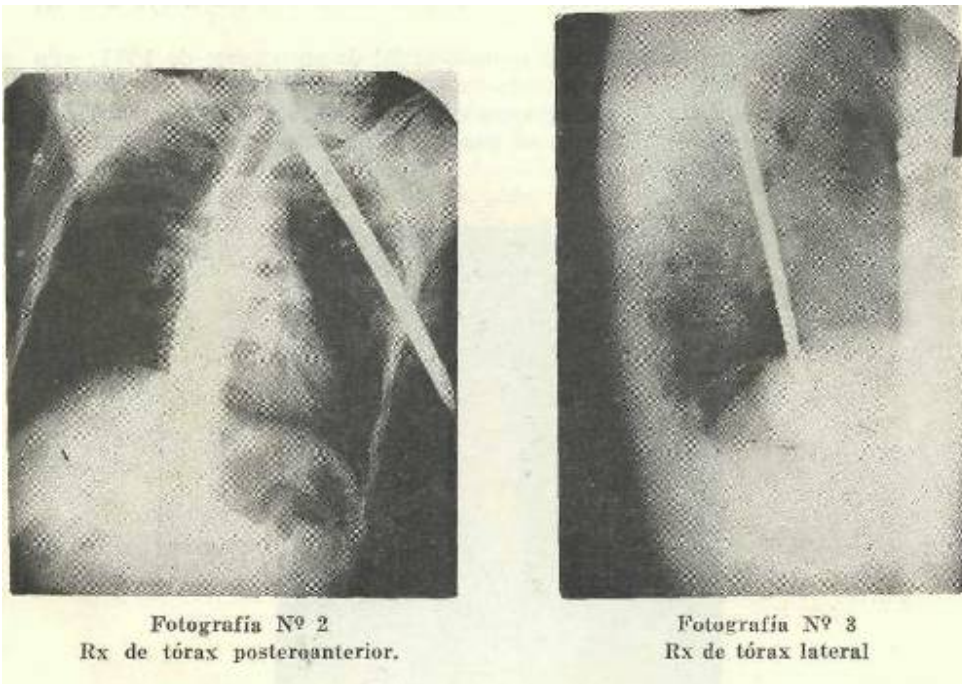 Fotografía Nº 2
Rx de tórax posteroanterior.
Fotografía Nº 3
Rx de tórax lateral